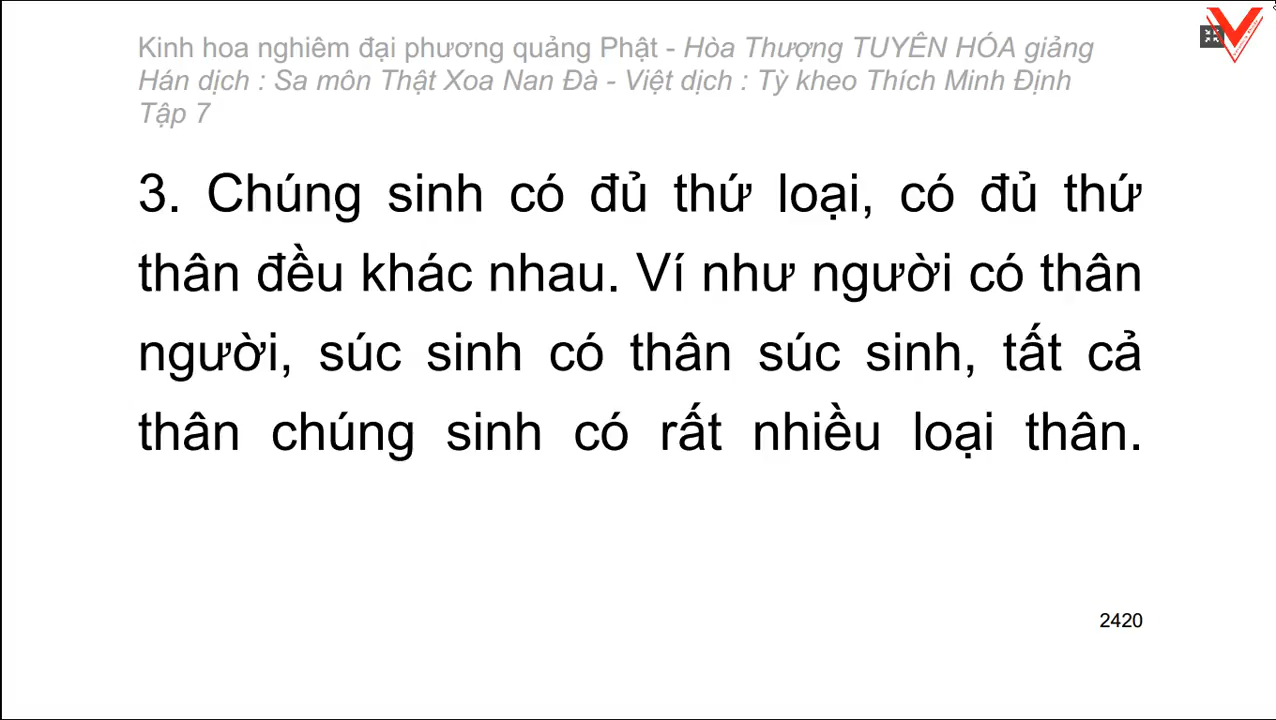 Kinh hoa nghiêm đại phương quảng Phật - Hòa Thượng TUYÊN HÓA giảng
Hán dịch : Sa môn Thật Xoa Nan Đà - Việt dịch : Tỳ kheo Thích Minh Định
Tập 7
3. Chúng sinh có đủ thứ loại, có đủ thứ
thân đều khác nhau. Ví như người có thân
người, súc sinh có thân súc sinh, tất cả
thân chúng sinh có rất nhiều loại thân.
2420